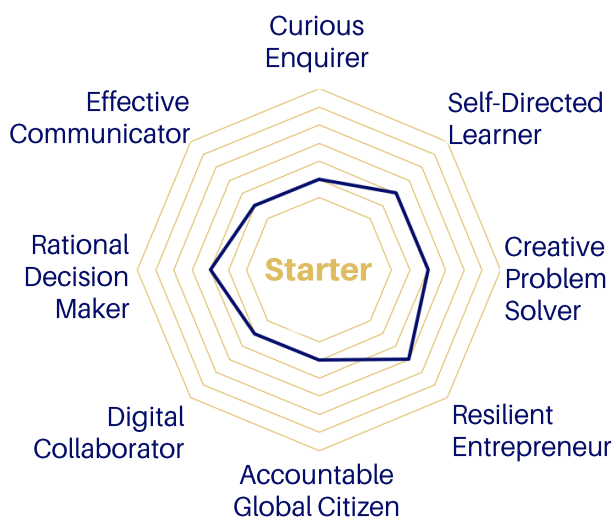 Curious
Enquirer
Effective
Communicator
Self-Directed
Learner
Rational
Decision
Maker
Starter
Creative
Problem
Solver
Digital
Collaborator
Resilient
Entrepreneur
Accountable
Global Citizen